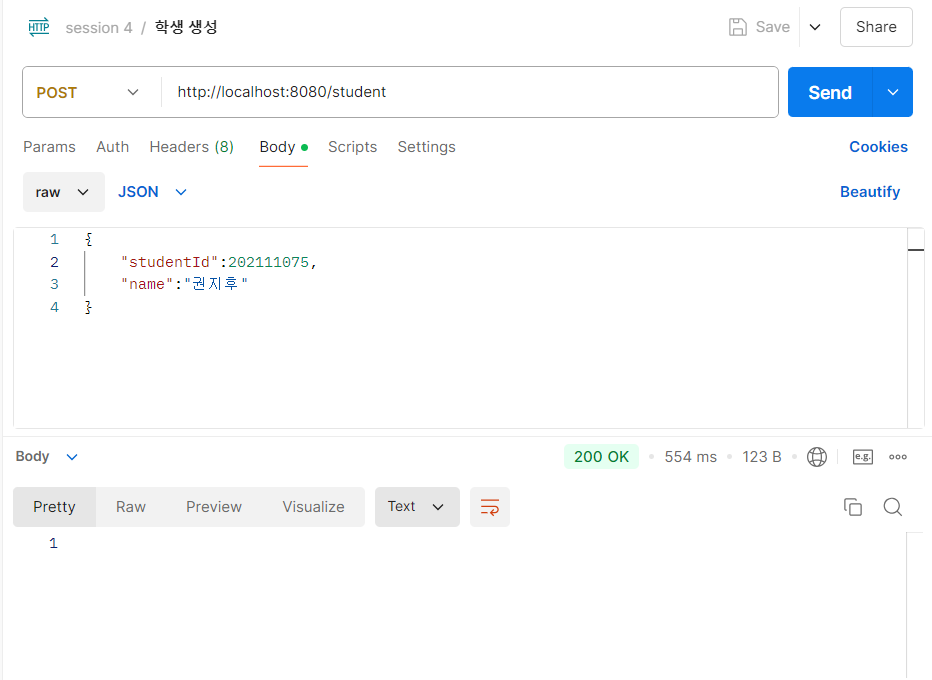 HTTP session 4 / 학생 생성 Save Share
POST http://localhost:8080/student Send
Params Auth Headers (8) Body Scripts Settings Cookies
raw JSON Beautify
1 {
2 "studentId":202111075,
3 "name":"권지후"
4 }
Body 200 OK 554 ms 123 B e.g.
Pretty Raw Preview Visualize Text
1